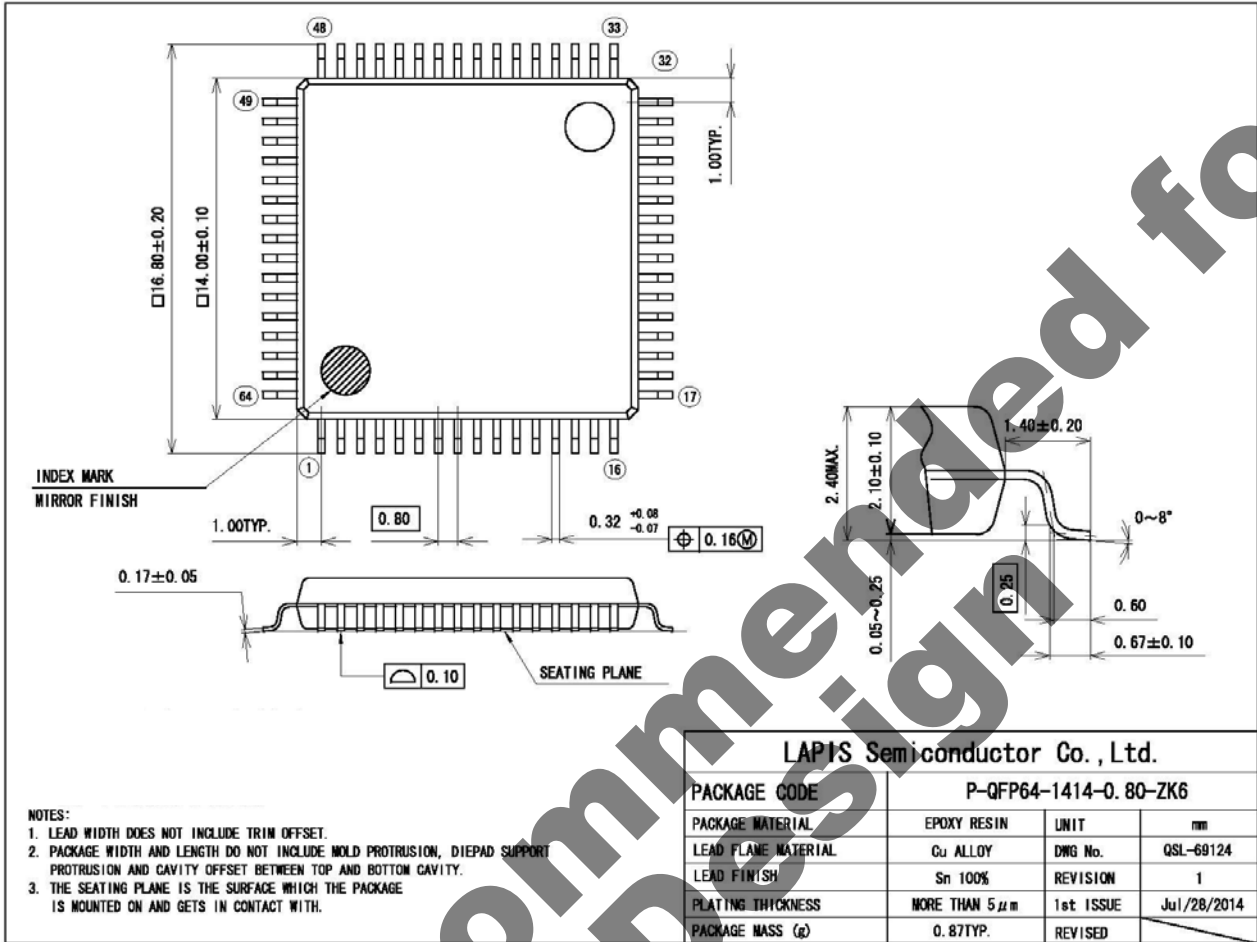 48
33
32
49
1.00TYP.
□16.80±0.20
□14.00±0.10
64
17
1
16
INDEX MARK
MIRROR FINISH
1.00TYP.
0.80
0.32 +0.08 -0.07
⌖ 0.16Ⓜ
2.40MAX.
2.10±0.10
1.40±0.20
0~8°
0.05~0.25
0.25
0.60
0.67±0.10
0.17±0.05
⌓ 0.10
SEATING PLANE
NOTES:
1. LEAD WIDTH DOES NOT INCLUDE TRIM OFFSET.
2. PACKAGE WIDTH AND LENGTH DO NOT INCLUDE MOLD PROTRUSION, DIEPAD SUPPORT
PROTRUSION AND CAVITY OFFSET BETWEEN TOP AND BOTTOM CAVITY.
3. THE SEATING PLANE IS THE SURFACE WHICH THE PACKAGE
IS MOUNTED ON AND GETS IN CONTACT WITH.
LAPIS Semiconductor Co.,Ltd.
PACKAGE CODE P-QFP64-1414-0.80-ZK6
PACKAGE MATERIAL EPOXY RESIN UNIT mm
LEAD FLAME MATERIAL Cu ALLOY DWG No. QSL-69124
LEAD FINISH Sn 100% REVISION 1
PLATING THICKNESS MORE THAN 5μm 1st ISSUE Jul/28/2014
PACKAGE MASS (g) 0.87TYP. REVISED
ommended fo
Design